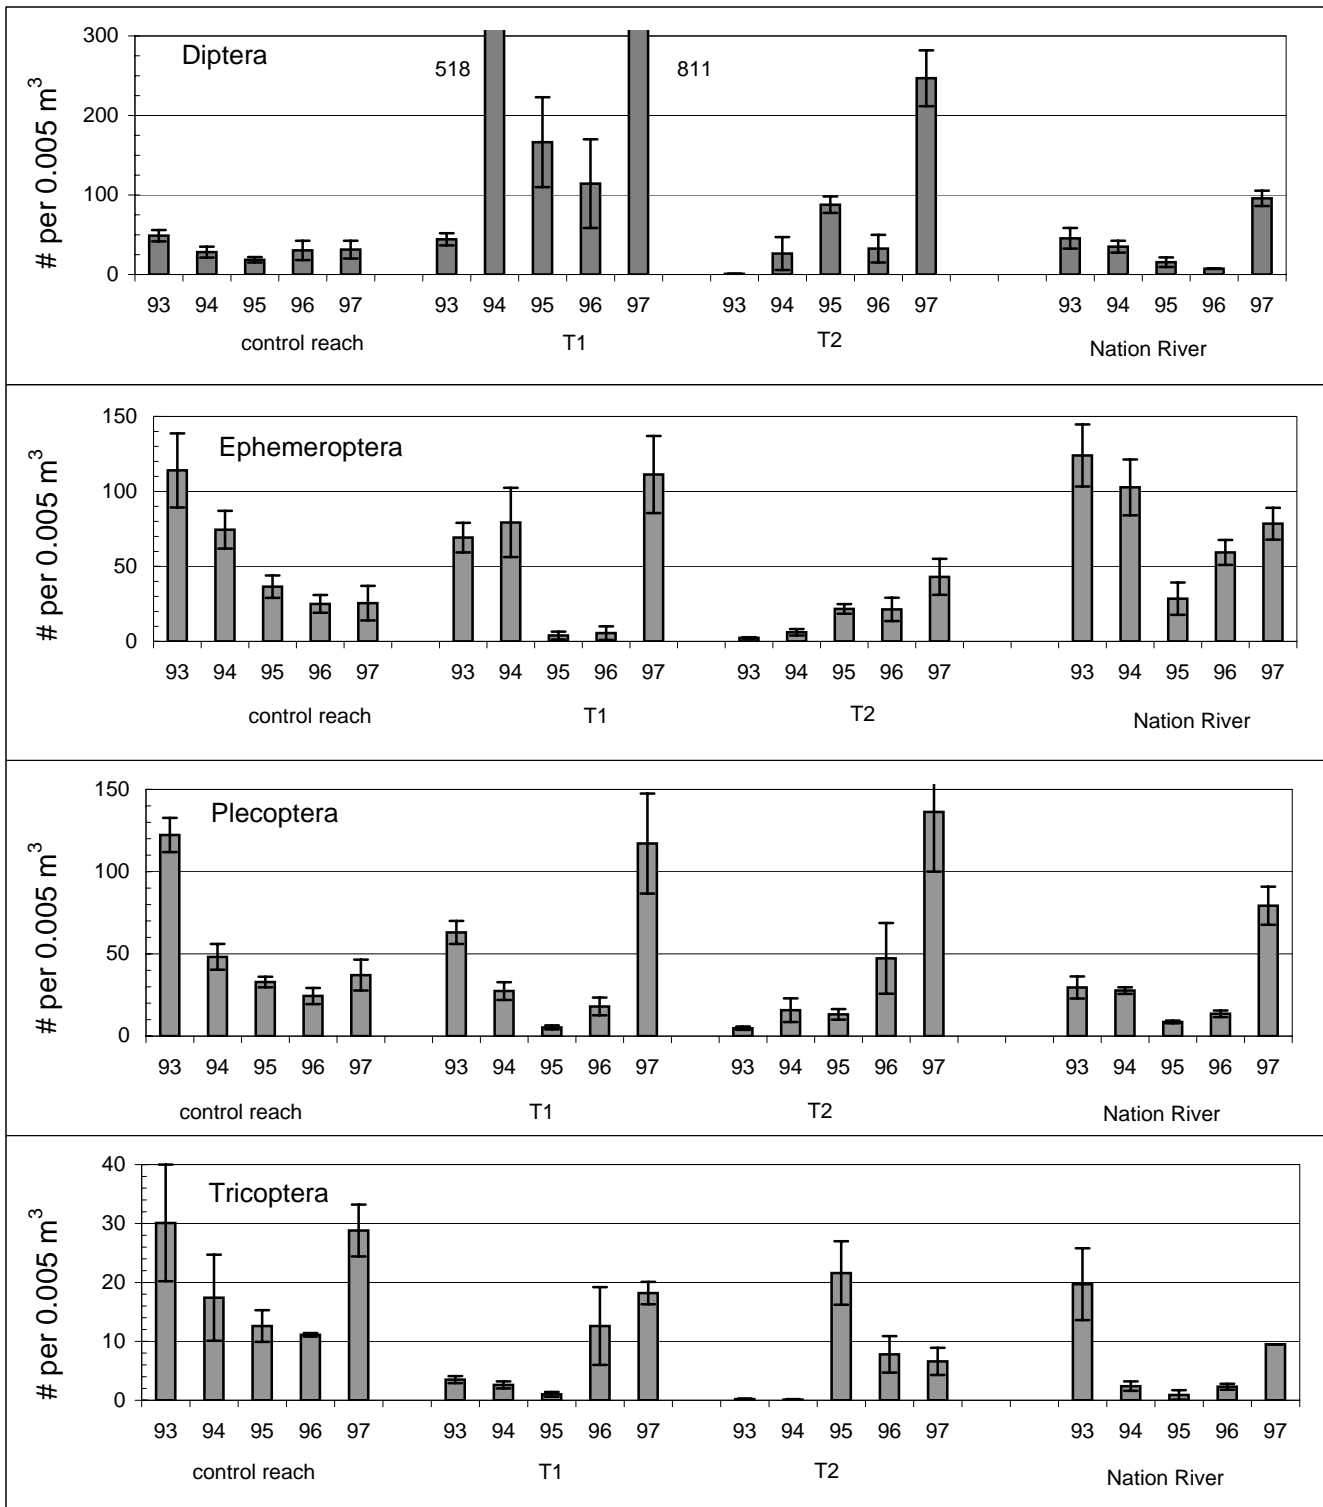 Diptera
# per 0.005 m³
300
200
100
0
518
811
93 94 95 96 97 93 94 95 96 97 93 94 95 96 97 93 94 95 96 97
control reach T1 T2 Nation River
Ephemeroptera
# per 0.005 m³
150
100
50
0
93 94 95 96 97 93 94 95 96 97 93 94 95 96 97 93 94 95 96 97
control reach T1 T2 Nation River
Plecoptera
# per 0.005 m³
150
100
50
0
93 94 95 96 97 93 94 95 96 97 93 94 95 96 97 93 94 95 96 97
control reach T1 T2 Nation River
Tricoptera
# per 0.005 m³
40
30
20
10
0
93 94 95 96 97 93 94 95 96 97 93 94 95 96 97 93 94 95 96 97
control reach T1 T2 Nation River